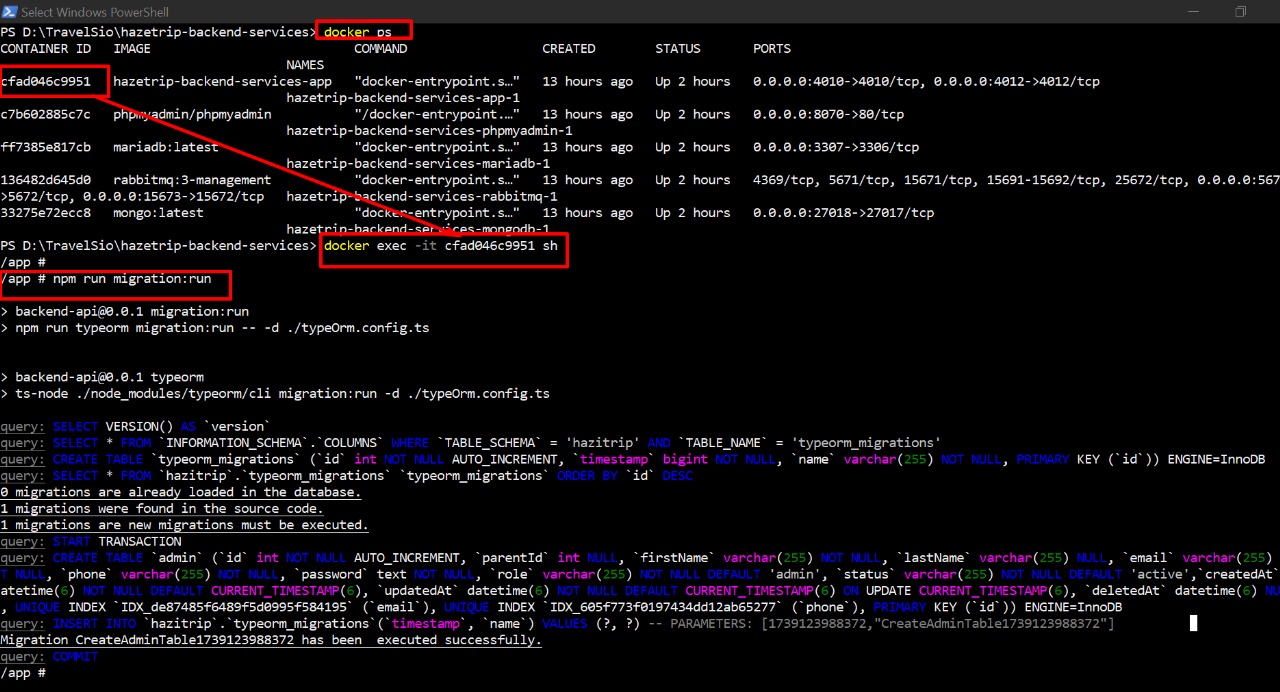 Select Windows PowerShell
PS D:\TravelSio\hazetrip-backend-services> docker ps
CONTAINER ID IMAGE COMMAND CREATED STATUS PORTS
NAMES
cfad046c9951 hazetrip-backend-services-app "docker-entrypoint.s…" 13 hours ago Up 2 hours 0.0.0.0:4010->4010/tcp, 0.0.0.0:4012->4012/tcp
hazetrip-backend-services-app-1
c7b602885c7c phpmyadmin/phpmyadmin "/docker-entrypoint.…" 13 hours ago Up 2 hours 0.0.0.0:8070->80/tcp
hazetrip-backend-services-phpmyadmin-1
ff7385e817cb mariadb:latest "docker-entrypoint.s…" 13 hours ago Up 2 hours 0.0.0.0:3307->3306/tcp
hazetrip-backend-services-mariadb-1
136482d645d0 rabbitmq:3-management "docker-entrypoint.s…" 13 hours ago Up 2 hours 4369/tcp, 5671/tcp, 15671/tcp, 15691-15692/tcp, 25672/tcp, 0.0.0.0:567
>5672/tcp, 0.0.0.0:15673->15672/tcp hazetrip-backend-services-rabbitmq-1
33275e72ecc8 mongo:latest "docker-entrypoint.s…" 13 hours ago Up 2 hours 0.0.0.0:27018->27017/tcp
hazetrip-backend-services-mongodb-1
PS D:\TravelSio\hazetrip-backend-services> docker exec -it cfad046c9951 sh
/app #
/app # npm run migration:run
> backend-api@0.0.1 migration:run
> npm run typeorm migration:run -- -d ./typeOrm.config.ts
> backend-api@0.0.1 typeorm
> ts-node ./node_modules/typeorm/cli migration:run -d ./typeOrm.config.ts
query: SELECT VERSION() AS `version`
query: SELECT * FROM `INFORMATION_SCHEMA`.`COLUMNS` WHERE `TABLE_SCHEMA` = 'hazitrip' AND `TABLE_NAME` = 'typeorm_migrations'
query: CREATE TABLE `typeorm_migrations` (`id` int NOT NULL AUTO_INCREMENT, `timestamp` bigint NOT NULL, `name` varchar(255) NOT NULL, PRIMARY KEY (`id`)) ENGINE=InnoDB
query: SELECT * FROM `hazitrip`.`typeorm_migrations` `typeorm_migrations` ORDER BY `id` DESC
0 migrations are already loaded in the database.
1 migrations were found in the source code.
1 migrations are new migrations must be executed.
query: START TRANSACTION
query: CREATE TABLE `admin` (`id` int NOT NULL AUTO_INCREMENT, `parentId` int NULL, `firstName` varchar(255) NOT NULL, `lastName` varchar(255) NULL, `email` varchar(255)
T NULL, `phone` varchar(255) NOT NULL, `password` text NOT NULL, `role` varchar(255) NOT NULL DEFAULT 'admin', `status` varchar(255) NOT NULL DEFAULT 'active',`createdAt`
atetime(6) NOT NULL DEFAULT CURRENT_TIMESTAMP(6), `updatedAt` datetime(6) NOT NULL DEFAULT CURRENT_TIMESTAMP(6) ON UPDATE CURRENT_TIMESTAMP(6), `deletedAt` datetime(6) NU
, UNIQUE INDEX `IDX_de87485f6489f5d0995f584195` (`email`), UNIQUE INDEX `IDX_605f773f0197434dd12ab65277` (`phone`), PRIMARY KEY (`id`)) ENGINE=InnoDB
query: INSERT INTO `hazitrip`.`typeorm_migrations`(`timestamp`, `name`) VALUES (?, ?) -- PARAMETERS: [1739123988372,"CreateAdminTable1739123988372"]
Migration CreateAdminTable1739123988372 has been  executed successfully.
query: COMMIT
/app #